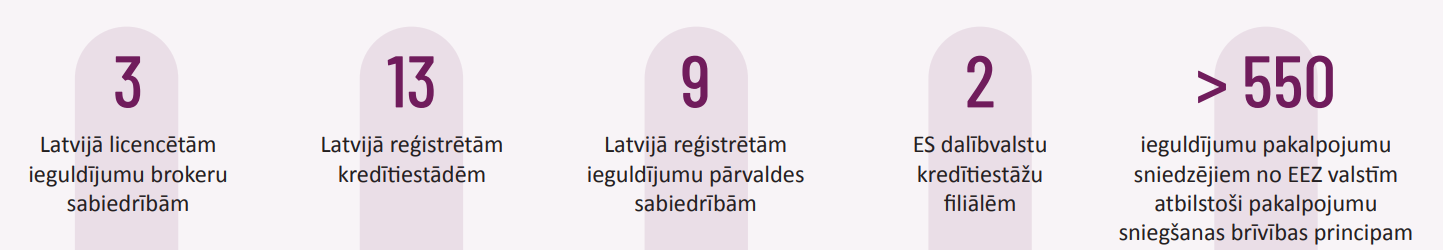 3
Latvijā licencētām
ieguldījumu brokeru
sabiedrībām
13
Latvijā reģistrētām
kredītiestādēm
9
Latvijā reģistrētām
ieguldījumu pārvaldes
sabiedrībām
2
ES dalībvalstu
kredītiestāžu
filiālēm
> 550
ieguldījumu pakalpojumu
sniedzējiem no EEZ valstīm
atbilstoši pakalpojumu
sniegšanas brīvības principam